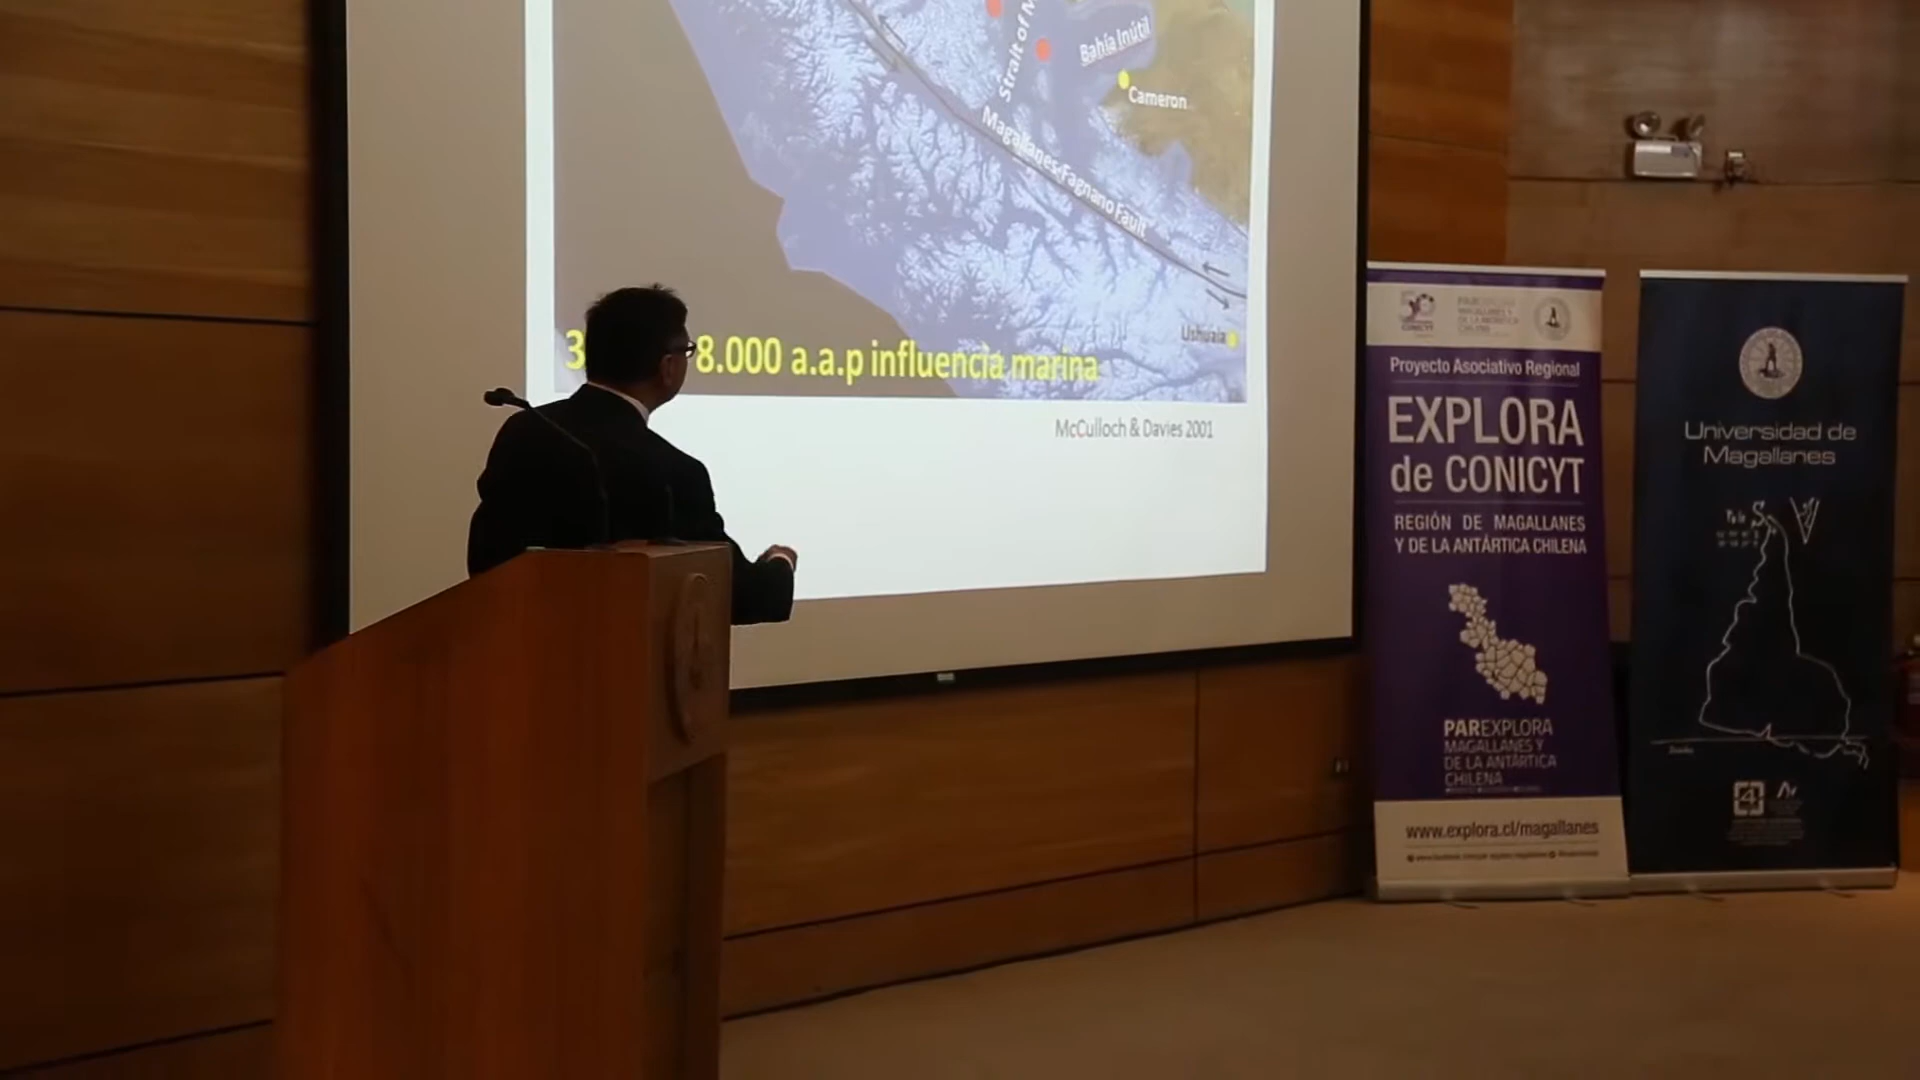 Strait of M
Bahía Inútil
Cameron
Magallanes-Fagnano Fault
Ushuaia
3
8.000 a.a.p influencia marina
McCulloch & Davies 2001
CONICYT
Proyecto Asociativo Regional
EXPLORA
de CONICYT
REGIÓN DE MAGALLANES
Y DE LA ANTÁRTICA CHILENA
PAREXPLORA
MAGALLANES Y
DE LA ANTÁRTICA
CHILENA
www.explora.cl/magallanes
Universidad de
Magallanes